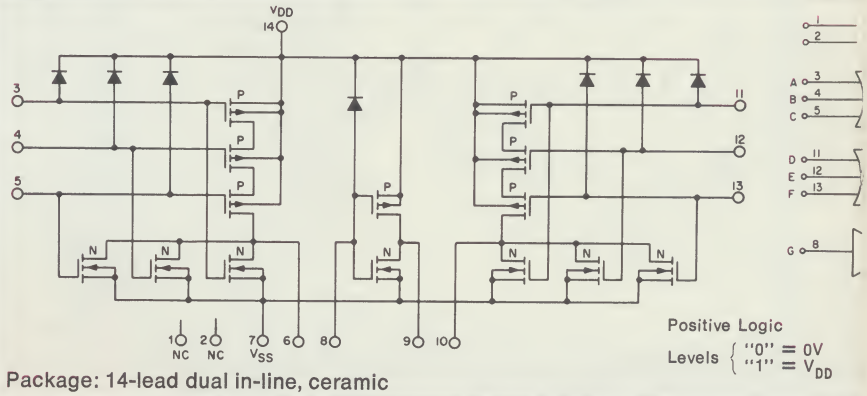 VDD
14
1
2
3
P
P
11
A 3
B 4
C 5
4
P
P
12
5
P
P
P
13
D 11
E 12
F 13
N
N
N
N
N
N
N
G 8
1
NC
2
NC
7
VSS
6
8
9
10
Positive Logic
Levels { "0" = 0V
"1" = VDD
Package: 14-lead dual in-line, ceramic